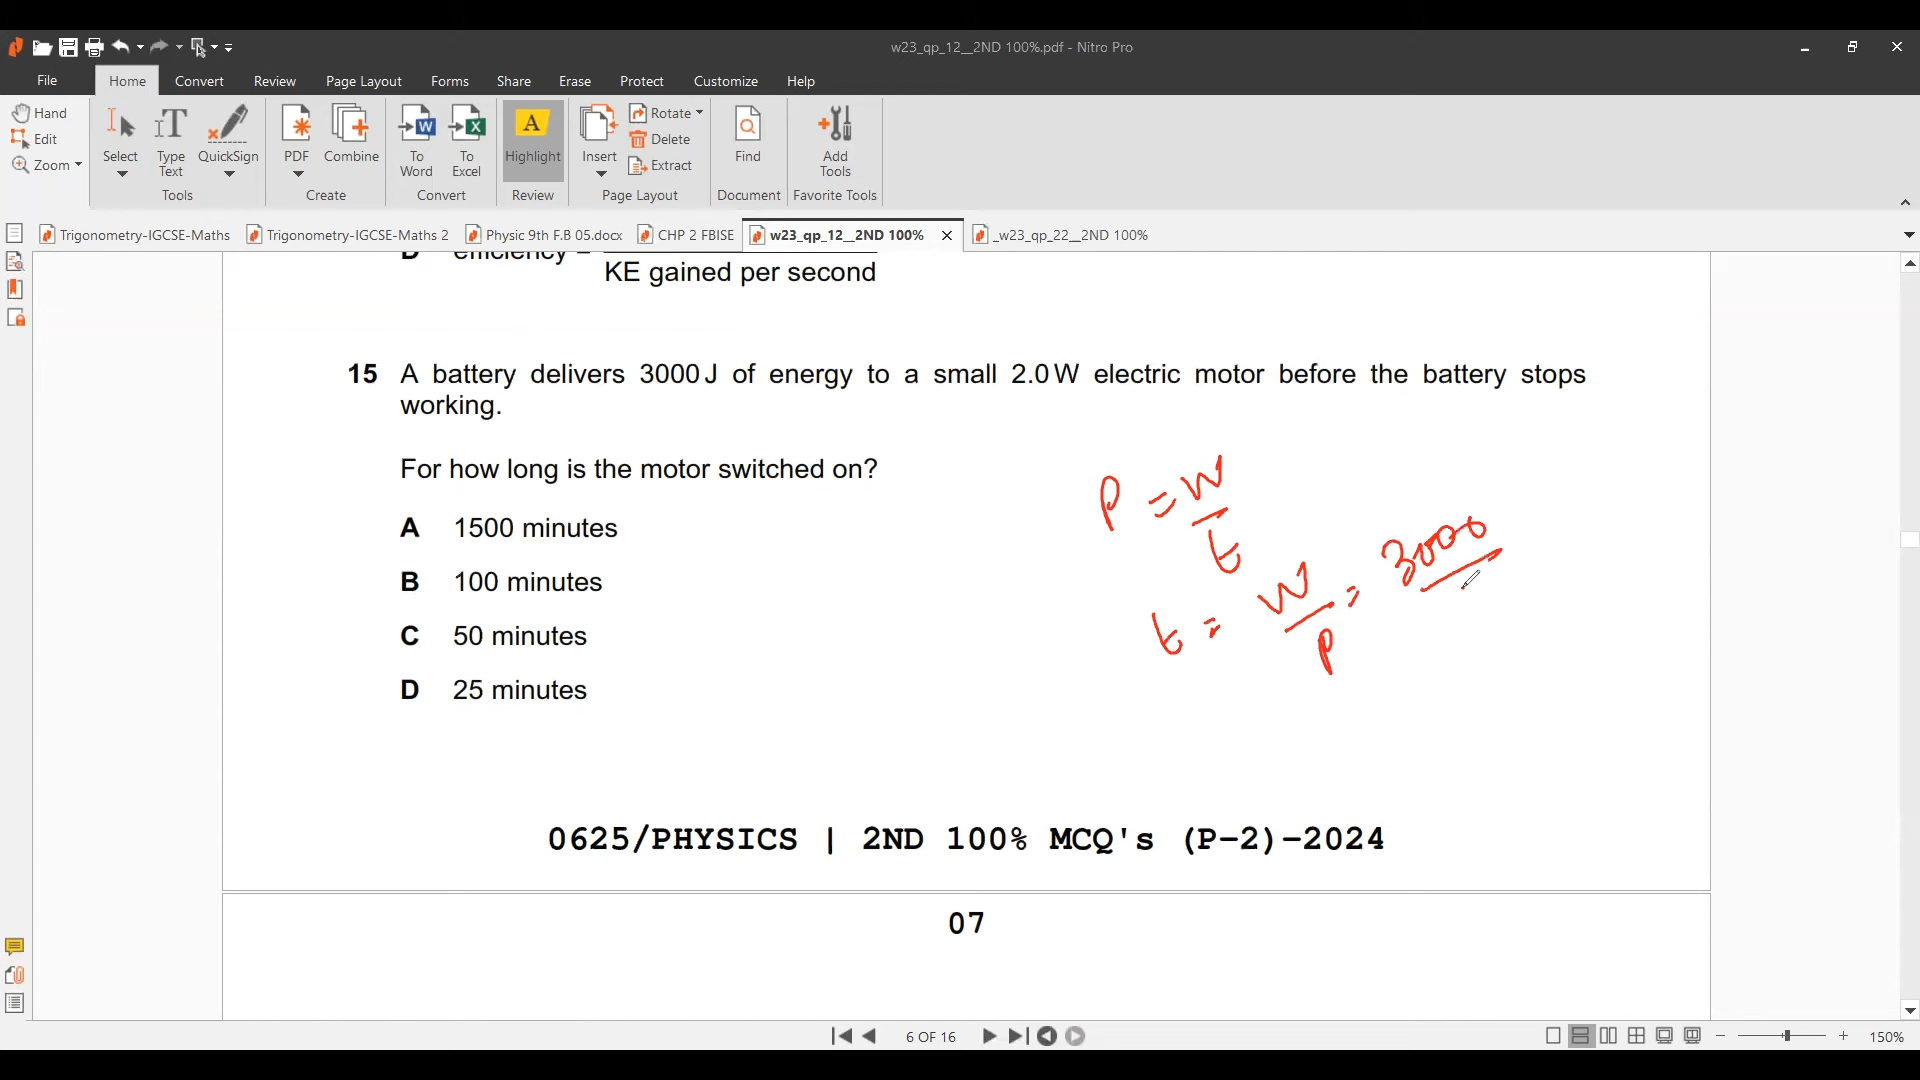 w23_qp_12__2ND 100%.pdf - Nitro Pro
File Home Convert Review Page Layout Forms Share Erase Protect Customize Help
Hand
Edit
Zoom
Select
Type Text
QuickSign
Tools
PDF
Combine
Create
To Word
To Excel
Convert
Highlight
Review
Insert
Rotate
Delete
Extract
Page Layout
Find
Document
Add Tools
Favorite Tools
Trigonometry-IGCSE-Maths Trigonometry-IGCSE-Maths 2 Physic 9th F.B 05.docx CHP 2 FBISE w23_qp_12__2ND 100% _w23_qp_22__2ND 100%
D efficiency =
KE gained per second
15 A battery delivers 3000 J of energy to a small 2.0 W electric motor before the battery stops
working.
For how long is the motor switched on?
A 1500 minutes
B 100 minutes
C 50 minutes
D 25 minutes
P = W
t
t = W = 3000
P
0625/PHYSICS | 2ND 100% MCQ's (P-2)-2024
07
6 OF 16
150%